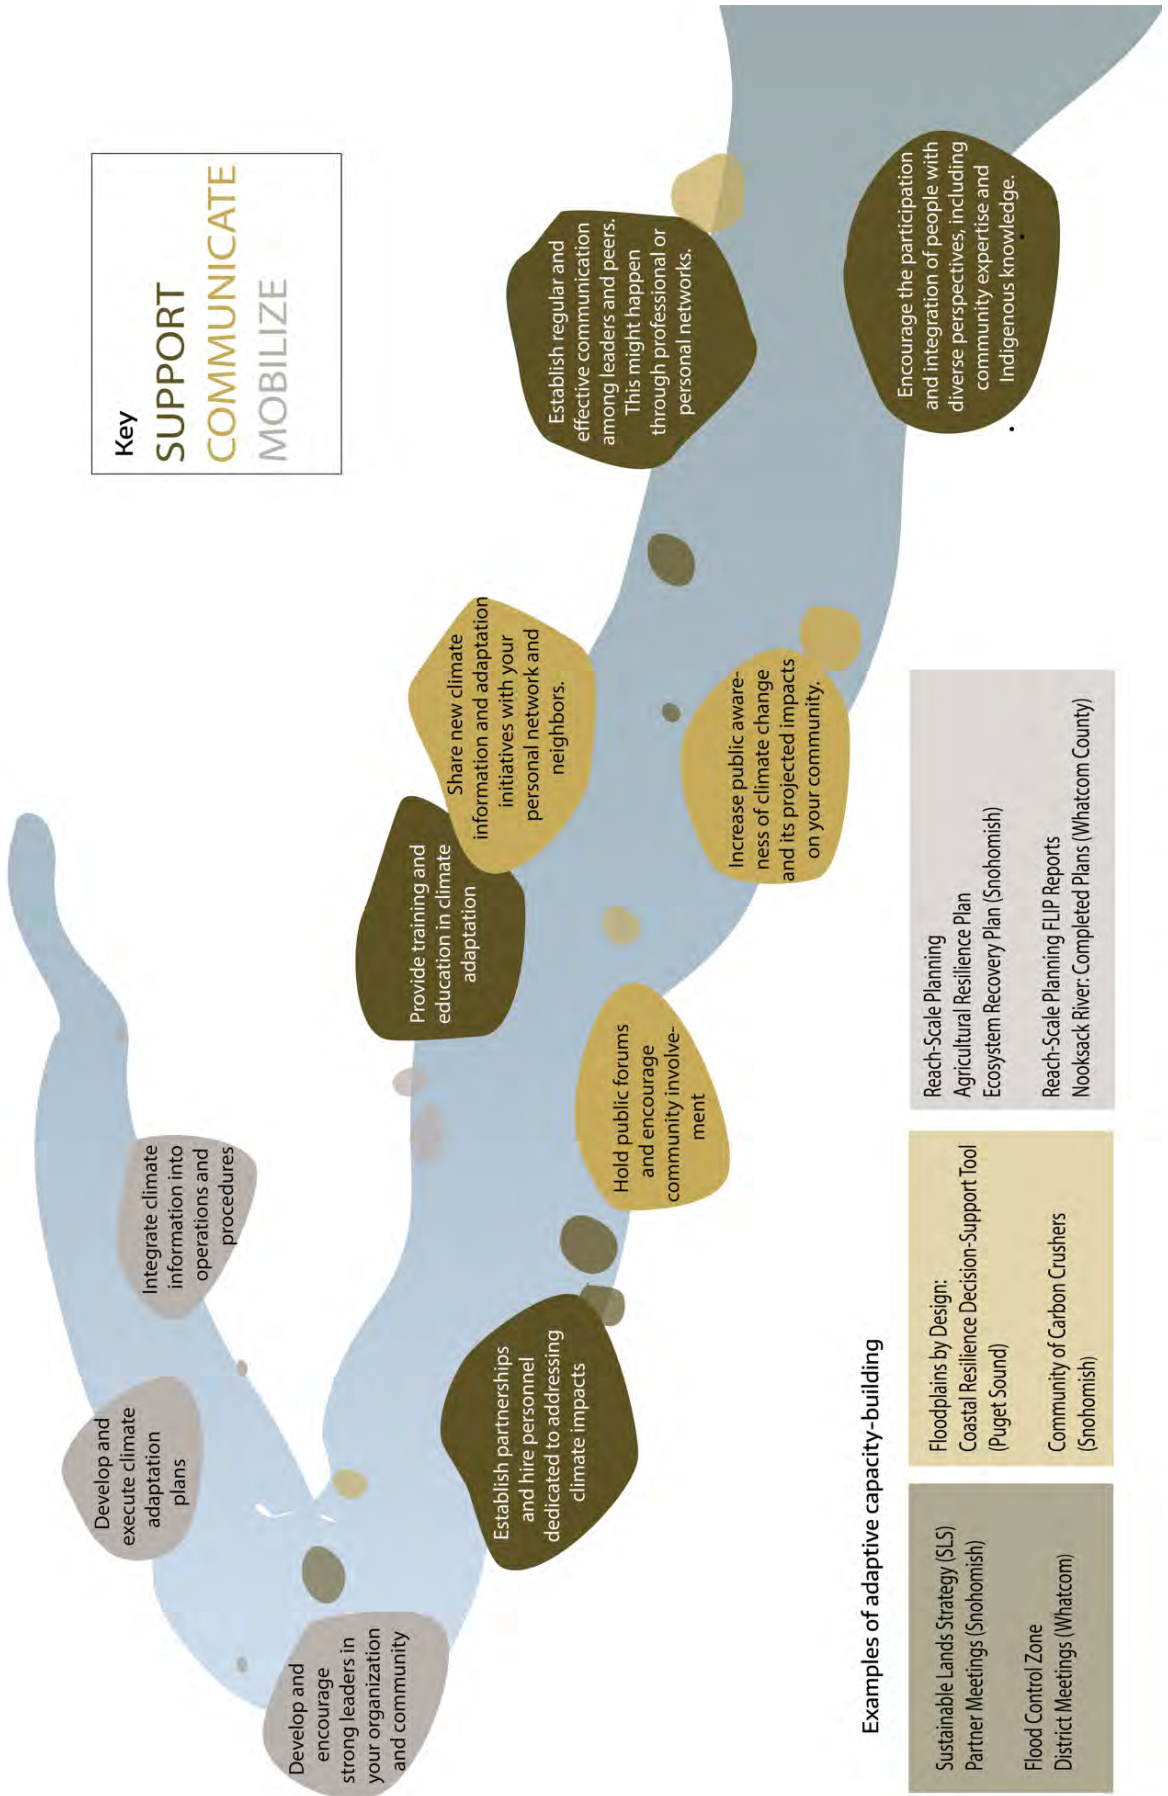 Key
SUPPORT
COMMUNICATE
MOBILIZE
Develop and
execute climate
adaptation
plans
Integrate climate
information into
operations and
procedures
Develop and
encourage
strong leaders in
your organization
and community
Establish partnerships
and hire personnel
dedicated to addressing
climate impacts
Provide training and
education in climate
adaptation
Hold public forums
and encourage
community involve-
ment
Share new climate
information and adaptation
initiatives with your
personal network and
neighbors.
Increase public aware-
ness of climate change
and its projected impacts
on your community.
Establish regular and
effective communication
among leaders and peers.
This might happen
through professional or
personal networks.
Encourage the participation
and integration of people with
diverse perspectives, including
community expertise and
Indigenous knowledge.
Examples of adaptive capacity-building
Sustainable Lands Strategy (SLS)
Partner Meetings (Snohomish)
Flood Control Zone
District Meetings (Whatcom)
Floodplains by Design:
Coastal Resilience Decision-Support Tool
(Puget Sound)
Community of Carbon Crushers
(Snohomish)
Reach-Scale Planning
Agricultural Resilience Plan
Ecosystem Recovery Plan (Snohomish)
Reach-Scale Planning FLIP Reports
Nooksack River: Completed Plans (Whatcom County)